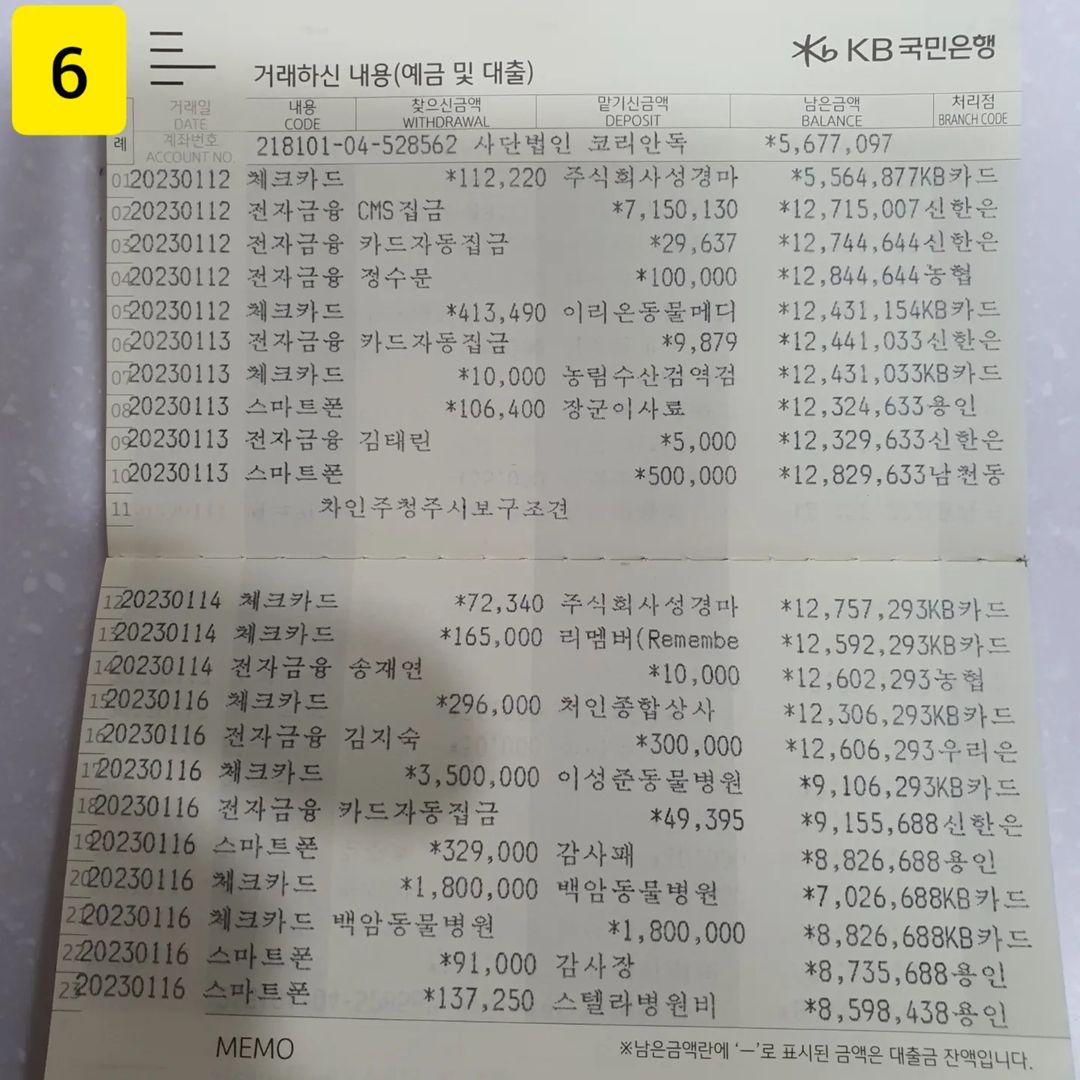 6
거래하신 내용(예금 및 대출)
KB 국민은행
거래일 내용 찾으신금액 맡기신금액 남은금액 처리점
DATE CODE WITHDRAWAL DEPOSIT BALANCE BRANCH CODE
례 계좌번호 ACCOUNT NO. 218101-04-528562 사단법인 코리안독 *5,677,097
01 20230112 체크카드 *112,220 주식회사성경마 *5,564,877KB카드
02 20230112 전자금융 CMS집금 *7,150,130 *12,715,007신한은
03 20230112 전자금융 카드자동집금 *29,637 *12,744,644신한은
04 20230112 전자금융 정수문 *100,000 *12,844,644농협
05 20230112 체크카드 *413,490 이리온동물메디 *12,431,154KB카드
06 20230113 전자금융 카드자동집금 *9,879 *12,441,033신한은
07 20230113 체크카드 *10,000 농림수산검역검 *12,431,033KB카드
08 20230113 스마트폰 *106,400 장군이사료 *12,324,633용인
09 20230113 전자금융 김태린 *5,000 *12,329,633신한은
10 20230113 스마트폰 *500,000 *12,829,633남천동
11 차인주청주시보구조견
12 20230114 체크카드 *72,340 주식회사성경마 *12,757,293KB카드
13 20230114 체크카드 *165,000 리멤버(Remembe *12,592,293KB카드
14 20230114 전자금융 송재연 *10,000 *12,602,293농협
15 20230116 체크카드 *296,000 처인종합상사 *12,306,293KB카드
16 20230116 전자금융 김지숙 *300,000 *12,606,293우리은
17 20230116 체크카드 *3,500,000 이성준동물병원 *9,106,293KB카드
18 20230116 전자금융 카드자동집금 *49,395 *9,155,688신한은
19 20230116 스마트폰 *329,000 감사패 *8,826,688용인
20 20230116 체크카드 *1,800,000 백암동물병원 *7,026,688KB카드
21 20230116 체크카드 백암동물병원 *1,800,000 *8,826,688KB카드
22 20230116 스마트폰 *91,000 감사장 *8,735,688용인
23 20230116 스마트폰 *137,250 스텔라병원비 *8,598,438용인
MEMO
※남은금액란에 '－'로 표시된 금액은 대출금 잔액입니다.